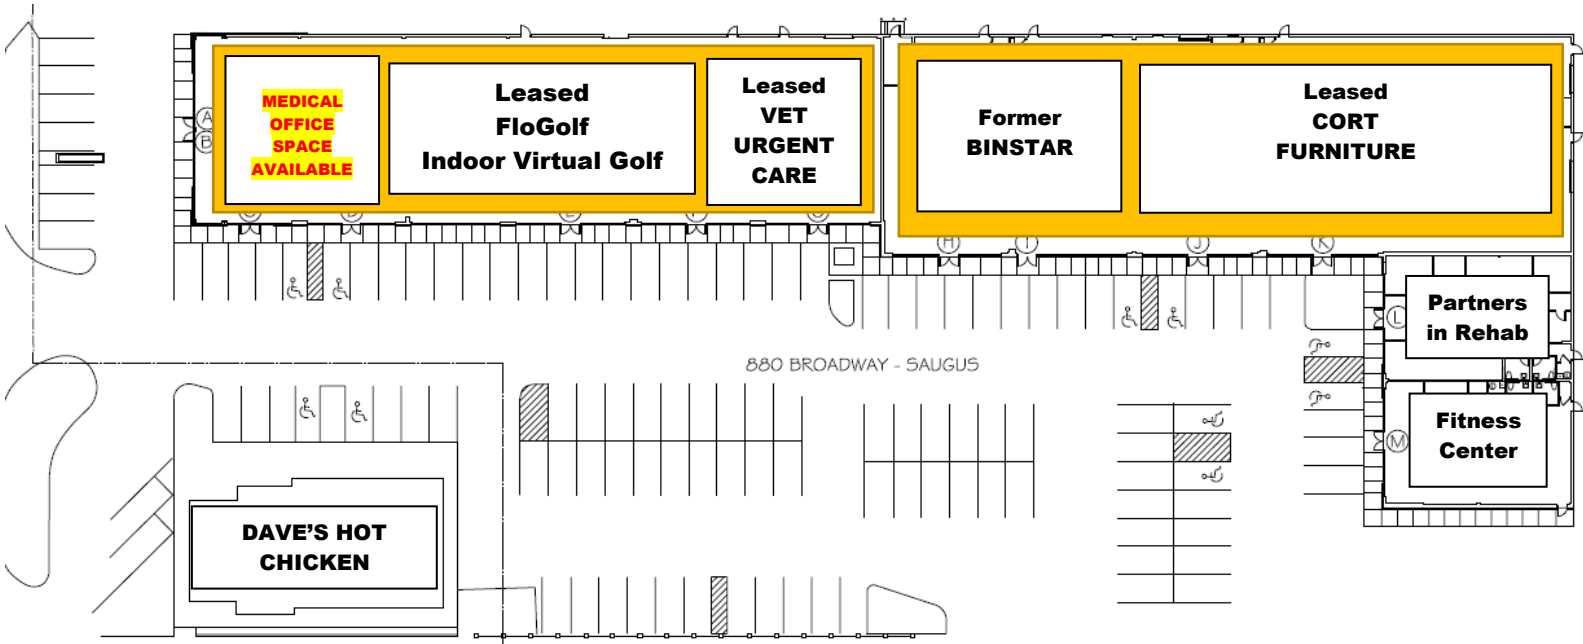 MEDICAL
OFFICE
SPACE
AVAILABLE
Leased
FloGolf
Indoor Virtual Golf
Leased
VET
URGENT
CARE
Former
BINSTAR
Leased
CORT
FURNITURE
A
B
H
I
J
K
Partners
in Rehab
L
880 BROADWAY - SAUGUS
Fitness
Center
M
DAVE'S HOT
CHICKEN